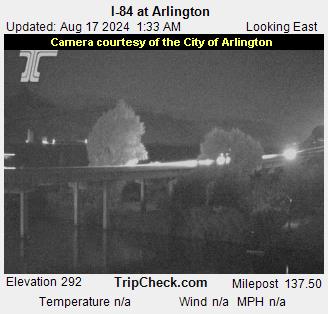 I-84 at Arlington
Updated: Aug 17 2024 1:33 AM Looking East
Camera courtesy of the City of Arlington
Elevation 292 TripCheck.com Milepost 137.50
Temperature n/a Wind n/a MPH n/a